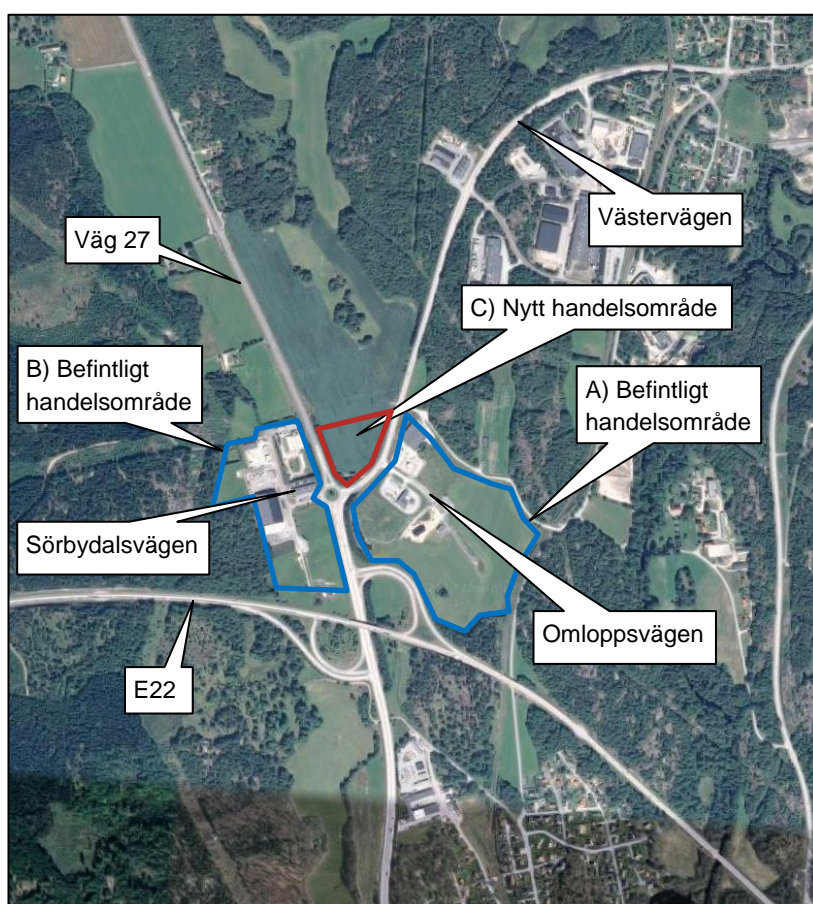 Västervägen
Väg 27
C) Nytt handelsområde
B) Befintligt
handelsområde
A) Befintligt
handelsområde
Sörbydalsvägen
Omloppsvägen
E22